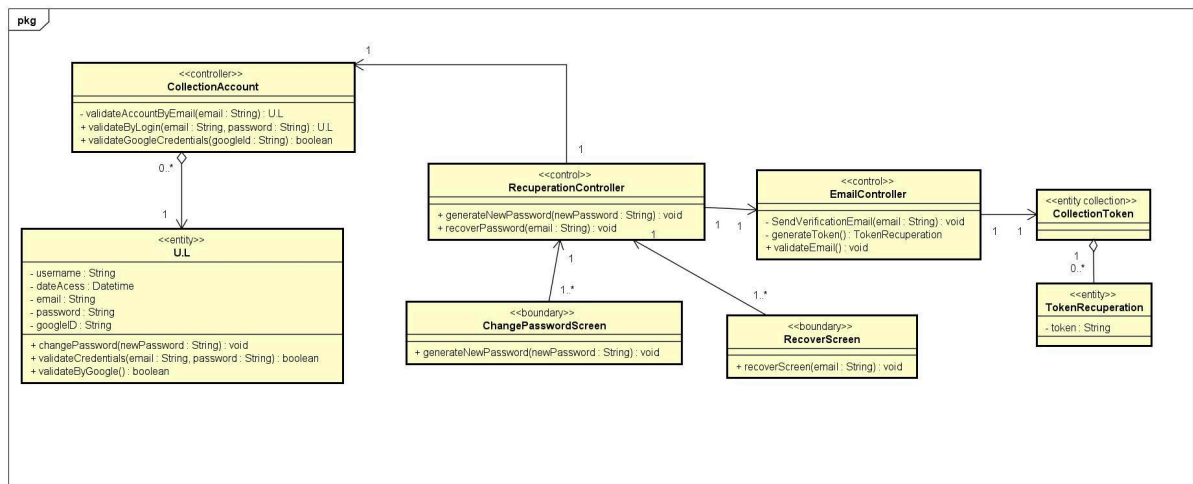 pkg
1
<<controller>>
CollectionAccount
- validateAccountByEmail(email : String) : U.L
+ validateByLogin(email : String, password : String) : U.L
+ validateGoogleCredentials(googleId : String) : boolean
0..*
1
<<entity>>
U.L
- username : String
- dateAcess : Datetime
- email : String
- password : String
- googleID : String
+ changePassword(newPassword : String) : void
+ validateCredentials(email : String, password : String) : boolean
+ validateByGoogle() : boolean
1
<<control>>
RecuperationController
+ generateNewPassword(newPassword : String) : void
+ recoverPassword(email : String) : void
1
1
1
1
<<control>>
EmailController
- SendVerificationEmail(email : String) : void
- generateToken() : TokenRecuperation
+ validateEmail() : void
1
1
<<entity collection>>
CollectionToken
1
0..*
<<entity>>
TokenRecuperation
- token : String
1..*
<<boundary>>
ChangePasswordScreen
+ generateNewPassword(newPassword : String) : void
1..*
<<boundary>>
RecoverScreen
+ recoverScreen(email : String) : void